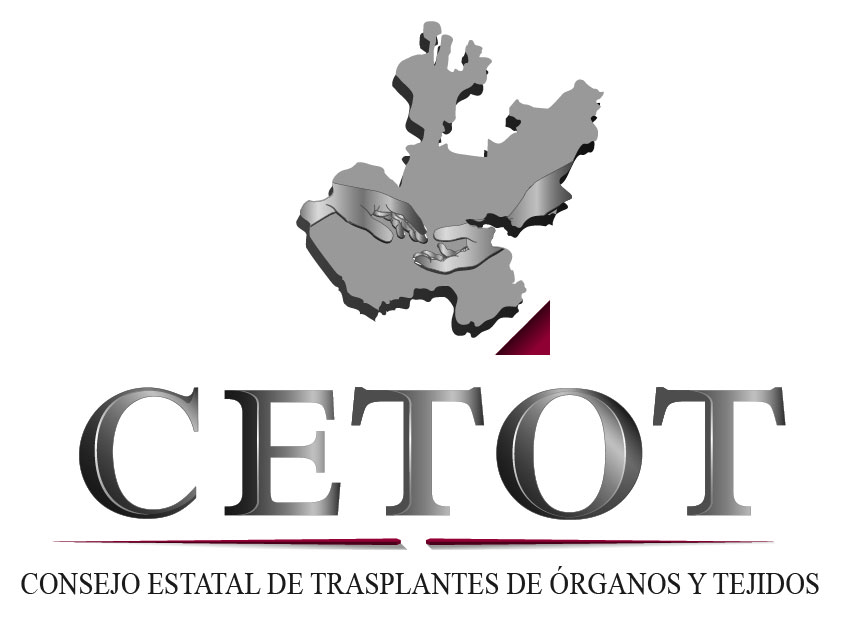 CETOT
CONSEJO ESTATAL DE TRASPLANTES DE ÓRGANOS Y TEJIDOS